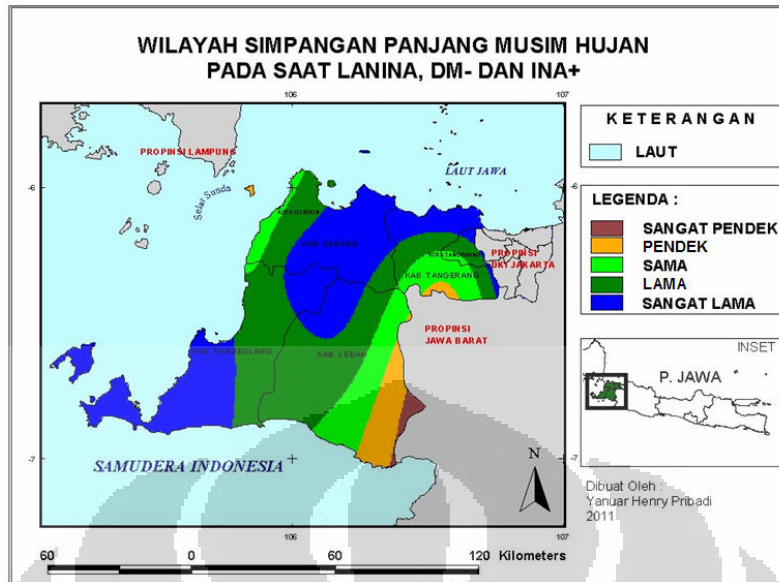 WILAYAH SIMPANGAN PANJANG MUSIM HUJAN
PADA SAAT LANINA, DM- DAN INA+
106
107
PROPINSI LAMPUNG
LAUT JAWA
-6
-6
Selat Sunda
KAB. SERANG
KOTA TANGERANG
KAB. TANGERANG
PROPINSI
DKI JAKARTA
PROPINSI
JAWA BARAT
KAB. PANDEGLANG
KAB. LEBAK
-7
-7
SAMUDERA INDONESIA
N
106
107
60
0
60
120
Kilometers
KETERANGAN
LAUT
LEGENDA :
SANGAT PENDEK
PENDEK
SAMA
LAMA
SANGAT LAMA
INSET
P. JAWA
Dibuat Oleh :
Yanuar Henry Pribadi
2011